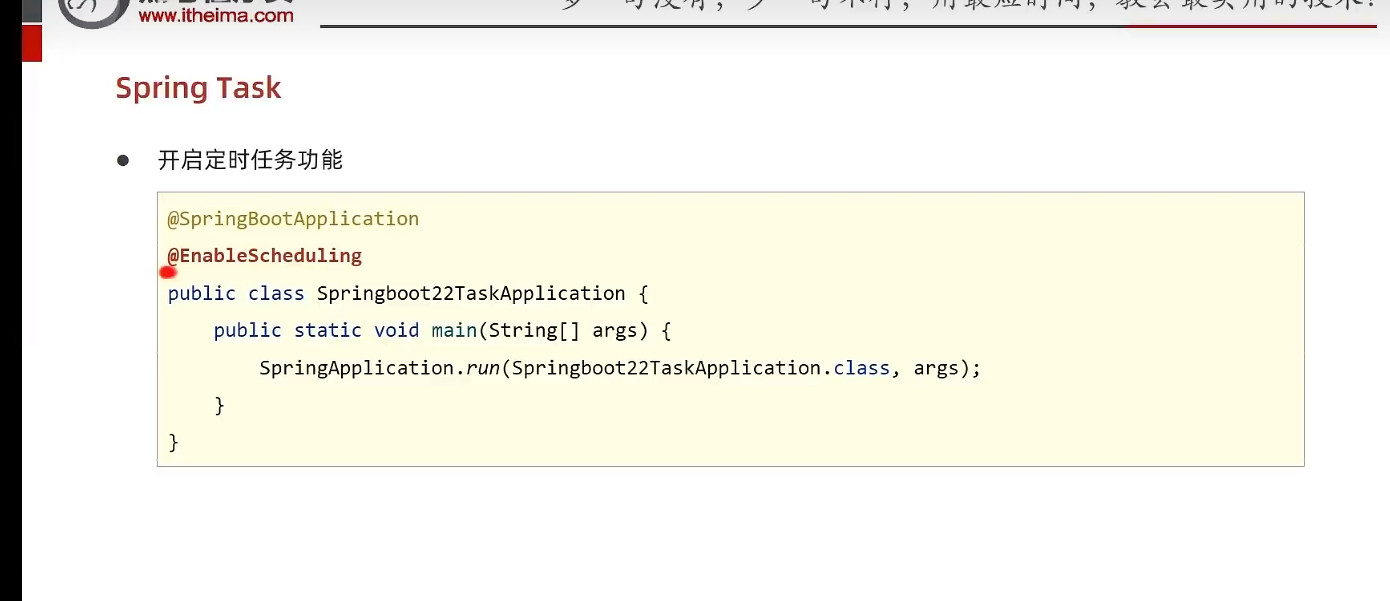 www.itheima.com
Spring Task
● 开启定时任务功能
@SpringBootApplication
@EnableScheduling
public class Springboot22TaskApplication {
    public static void main(String[] args) {
        SpringApplication.run(Springboot22TaskApplication.class, args);
    }
}